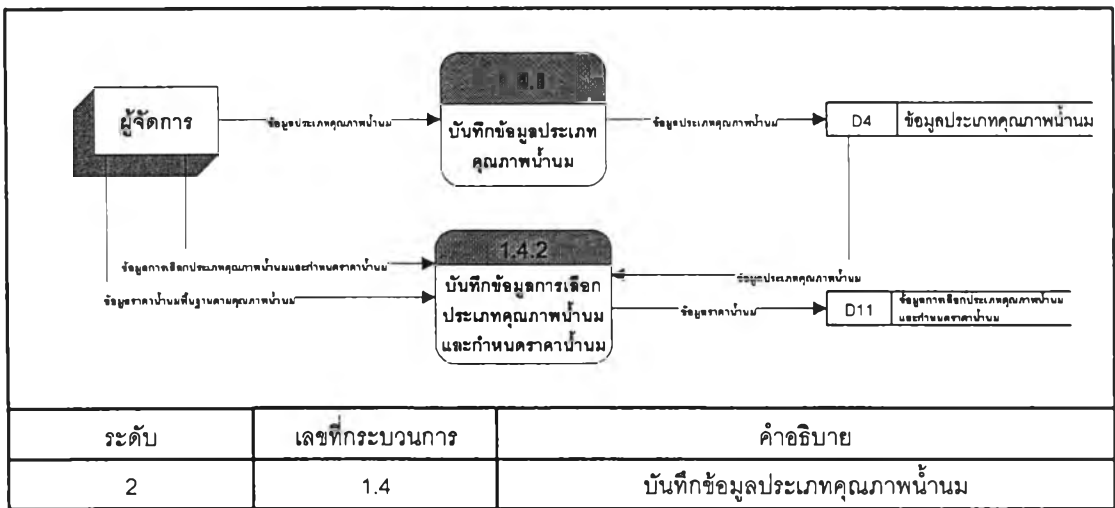 ผู้จัดการ
ข้อมูลประเภทคุณภาพน้ำนม
บันทึกข้อมูลประเภท
คุณภาพน้ำนม
ข้อมูลประเภทคุณภาพน้ำนม
D4
ข้อมูลประเภทคุณภาพน้ำนม
ข้อมูลการเลือกประเภทคุณภาพน้ำนมและกำหนดราคาน้ำนม
ข้อมูลราคาน้ำนมพื้นฐานตามคุณภาพน้ำนม
1.4.2
บันทึกข้อมูลการเลือก
ประเภทคุณภาพน้ำนม
และกำหนดราคาน้ำนม
ข้อมูลประเภทคุณภาพน้ำนม
ข้อมูลราคาน้ำนม
D11
ข้อมูลการเลือกประเภทคุณภาพน้ำนม
และกำหนดราคาน้ำนม
ระดับ เลขที่กระบวนการ คำอธิบาย
2 1.4 บันทึกข้อมูลประเภทคุณภาพน้ำนม